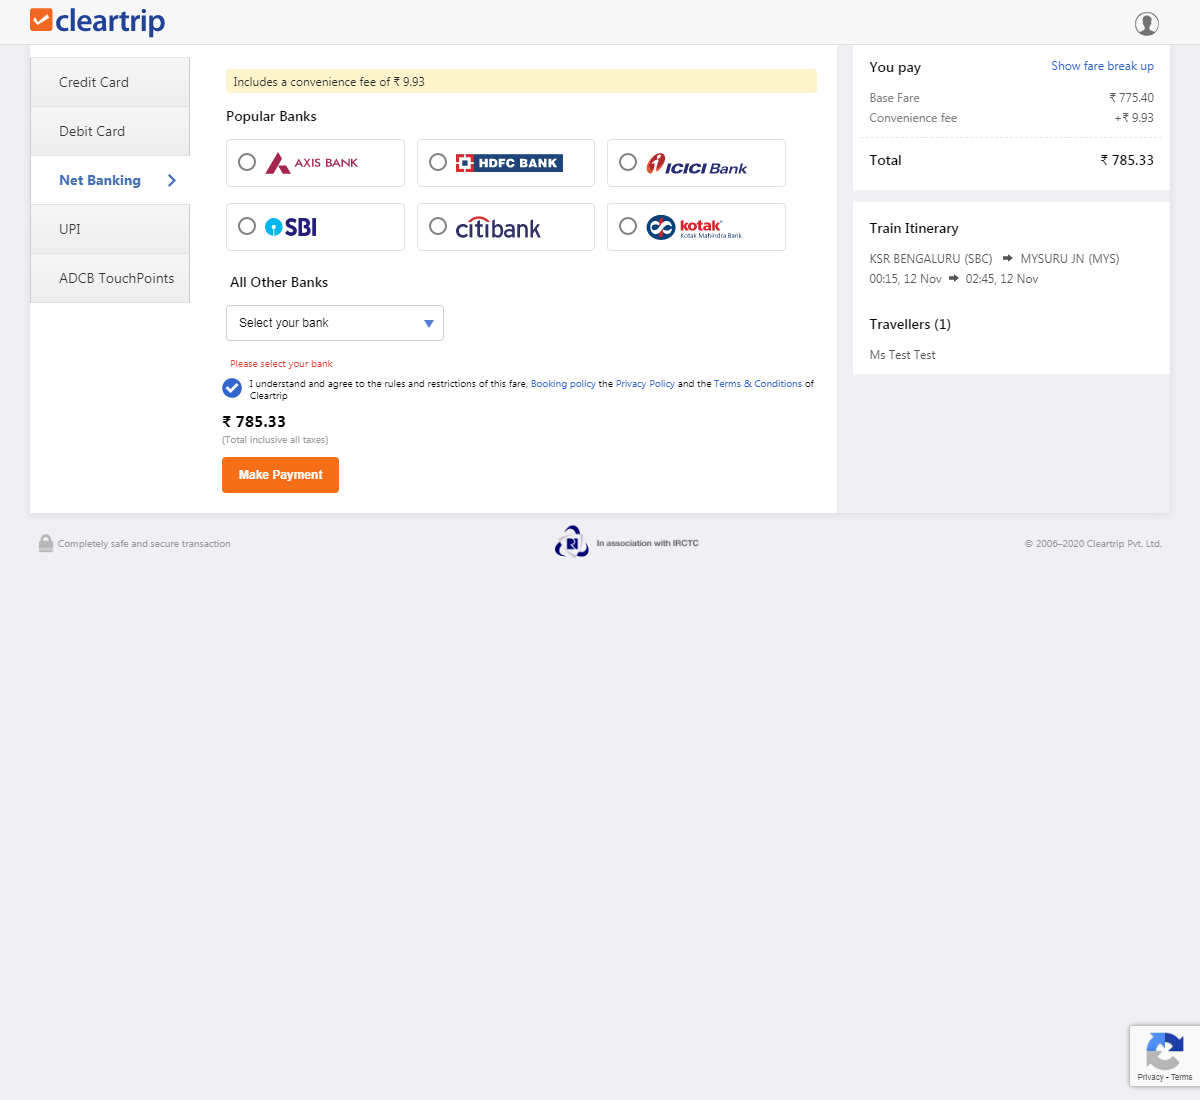 cleartrip
Credit Card
Debit Card
Net Banking
UPI
ADCB TouchPoints
Includes a convenience fee of ₹ 9.93
Popular Banks
AXIS BANK
HDFC BANK
ICICI Bank
SBI
citibank
kotak
Kotak Mahindra Bank
All Other Banks
Select your bank
Please select your bank
I understand and agree to the rules and restrictions of this fare, Booking policy the Privacy Policy and the Terms & Conditions of
Cleartrip
₹ 785.33
(Total inclusive all taxes)
Make Payment
You pay
Show fare break up
Base Fare ₹ 775.40
Convenience fee +₹ 9.93
Total ₹ 785.33
Train Itinerary
KSR BENGALURU (SBC) MYSURU JN (MYS)
00:15, 12 Nov 02:45, 12 Nov
Travellers (1)
Ms Test Test
Completely safe and secure transaction
In association with IRCTC
© 2006–2020 Cleartrip Pvt. Ltd.
Privacy - Terms